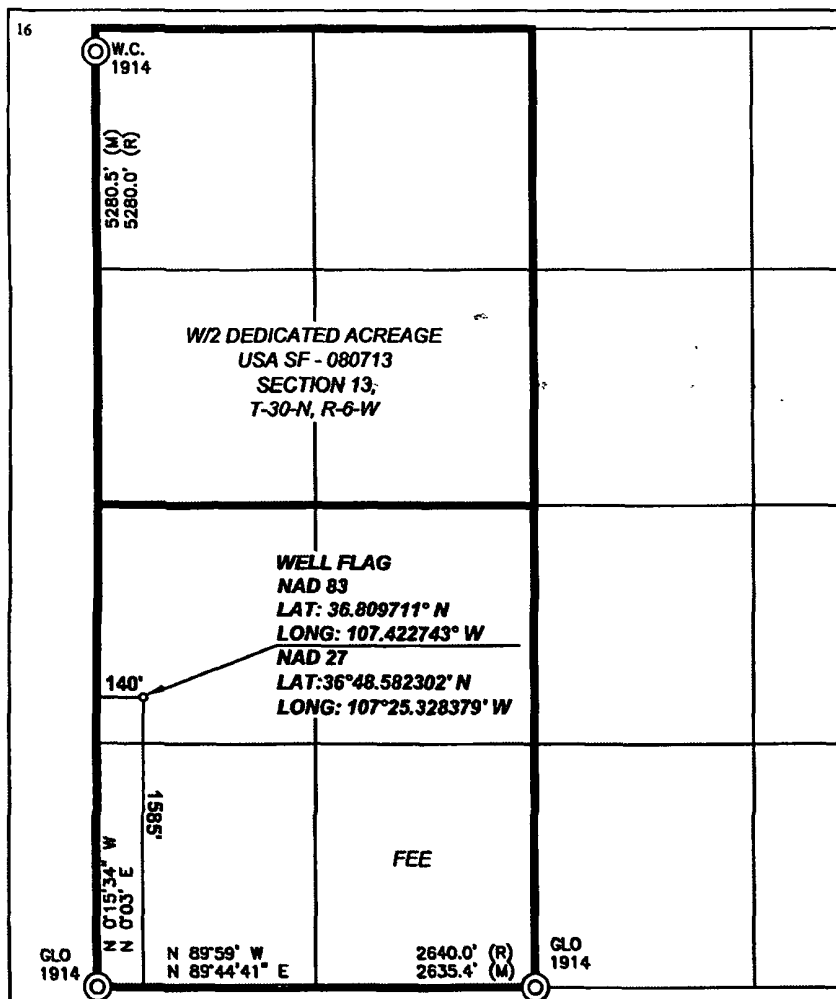 16
W.C.
1914
5280.5' (M)
5280.0' (R)
W/2 DEDICATED ACREAGE
USA SF - 080713
SECTION 13,
T-30-N, R-6-W
WELL FLAG
NAD 83
LAT: 36.809711° N
LONG: 107.422743° W
NAD 27
LAT:36°48.582302' N
LONG: 107°25.328379' W
140'
1585'
N 0°15'34" W
N 0°03' E
FEE
GLO
1914
N 89°59' W
N 89°44'41" E
2640.0' (R)
2635.4' (M)
GLO
1914